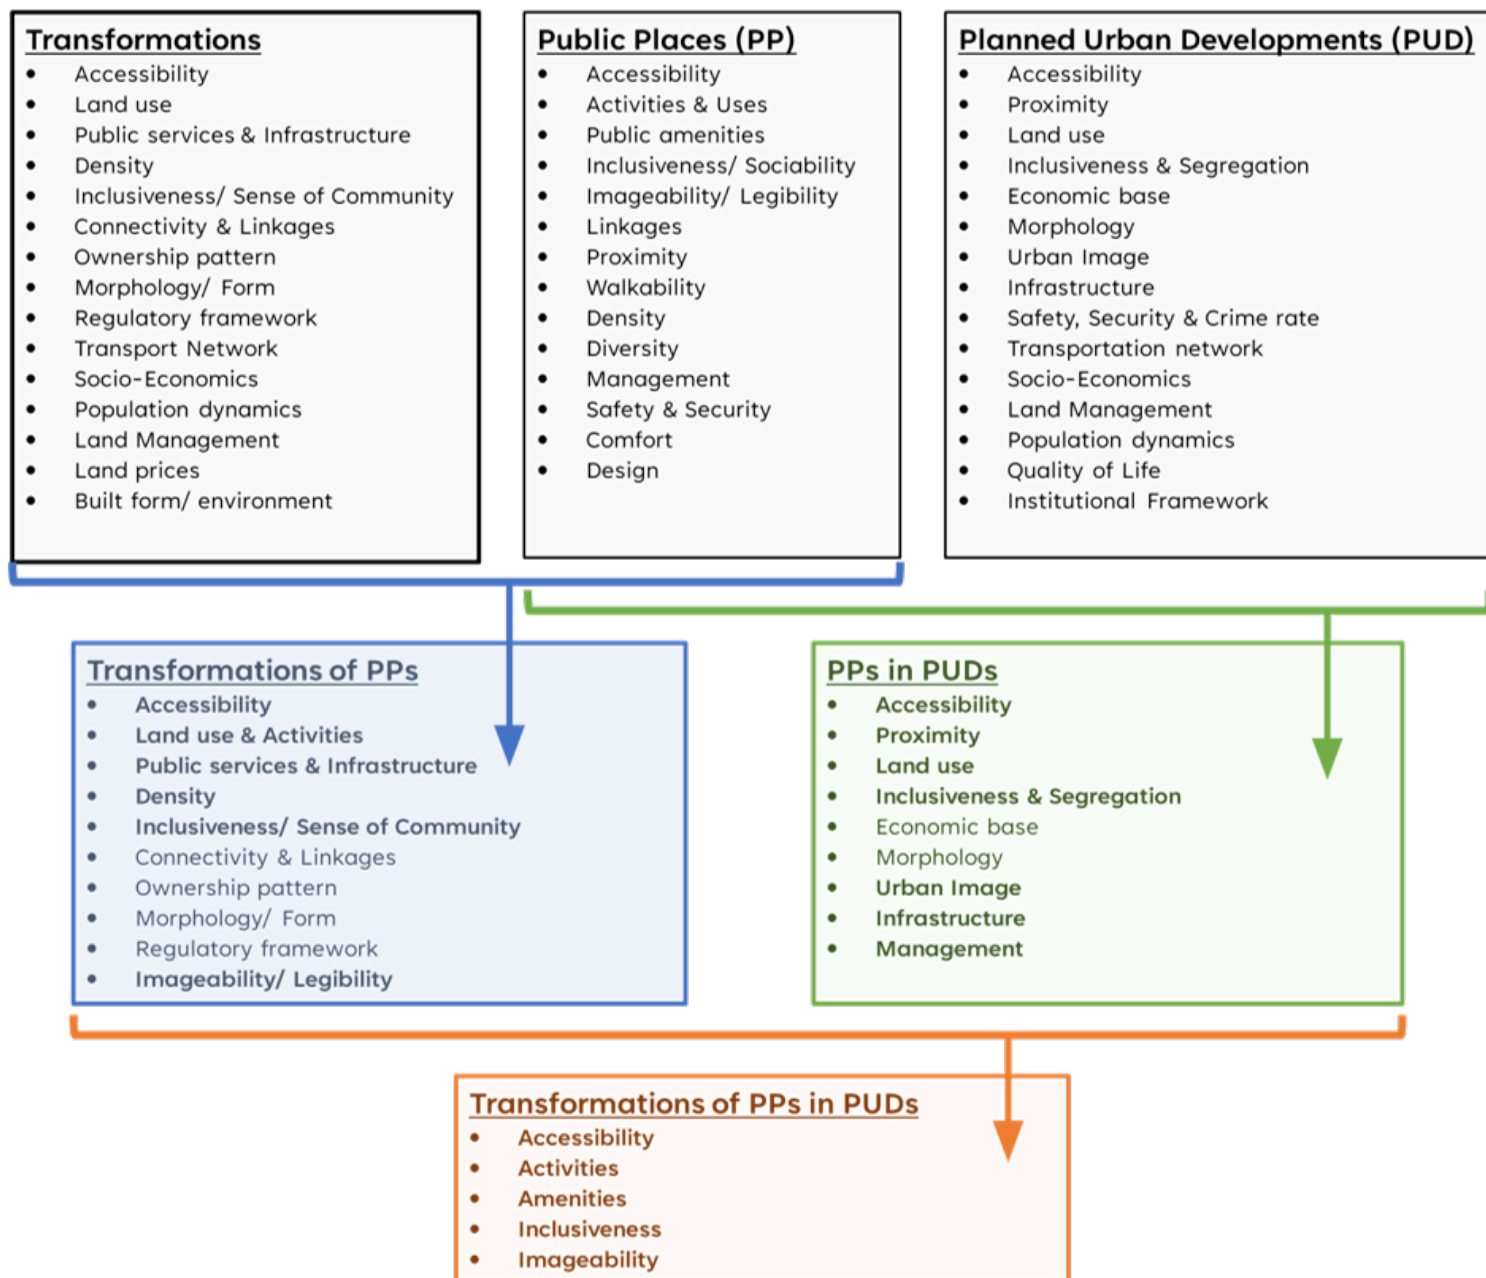 Transformations
• Accessibility
• Land use
• Public services & Infrastructure
• Density
• Inclusiveness/ Sense of Community
• Connectivity & Linkages
• Ownership pattern
• Morphology/ Form
• Regulatory framework
• Transport Network
• Socio-Economics
• Population dynamics
• Land Management
• Land prices
• Built form/ environment
Public Places (PP)
• Accessibility
• Activities & Uses
• Public amenities
• Inclusiveness/ Sociability
• Imageability/ Legibility
• Linkages
• Proximity
• Walkability
• Density
• Diversity
• Management
• Safety & Security
• Comfort
• Design
Planned Urban Developments (PUD)
• Accessibility
• Proximity
• Land use
• Inclusiveness & Segregation
• Economic base
• Morphology
• Urban Image
• Infrastructure
• Safety, Security & Crime rate
• Transportation network
• Socio-Economics
• Land Management
• Population dynamics
• Quality of Life
• Institutional Framework
Transformations of PPs
• Accessibility
• Land use & Activities
• Public services & Infrastructure
• Density
• Inclusiveness/ Sense of Community
• Connectivity & Linkages
• Ownership pattern
• Morphology/ Form
• Regulatory framework
• Imageability/ Legibility
PPs in PUDs
• Accessibility
• Proximity
• Land use
• Inclusiveness & Segregation
• Economic base
• Morphology
• Urban Image
• Infrastructure
• Management
Transformations of PPs in PUDs
• Accessibility
• Activities
• Amenities
• Inclusiveness
• Imageability